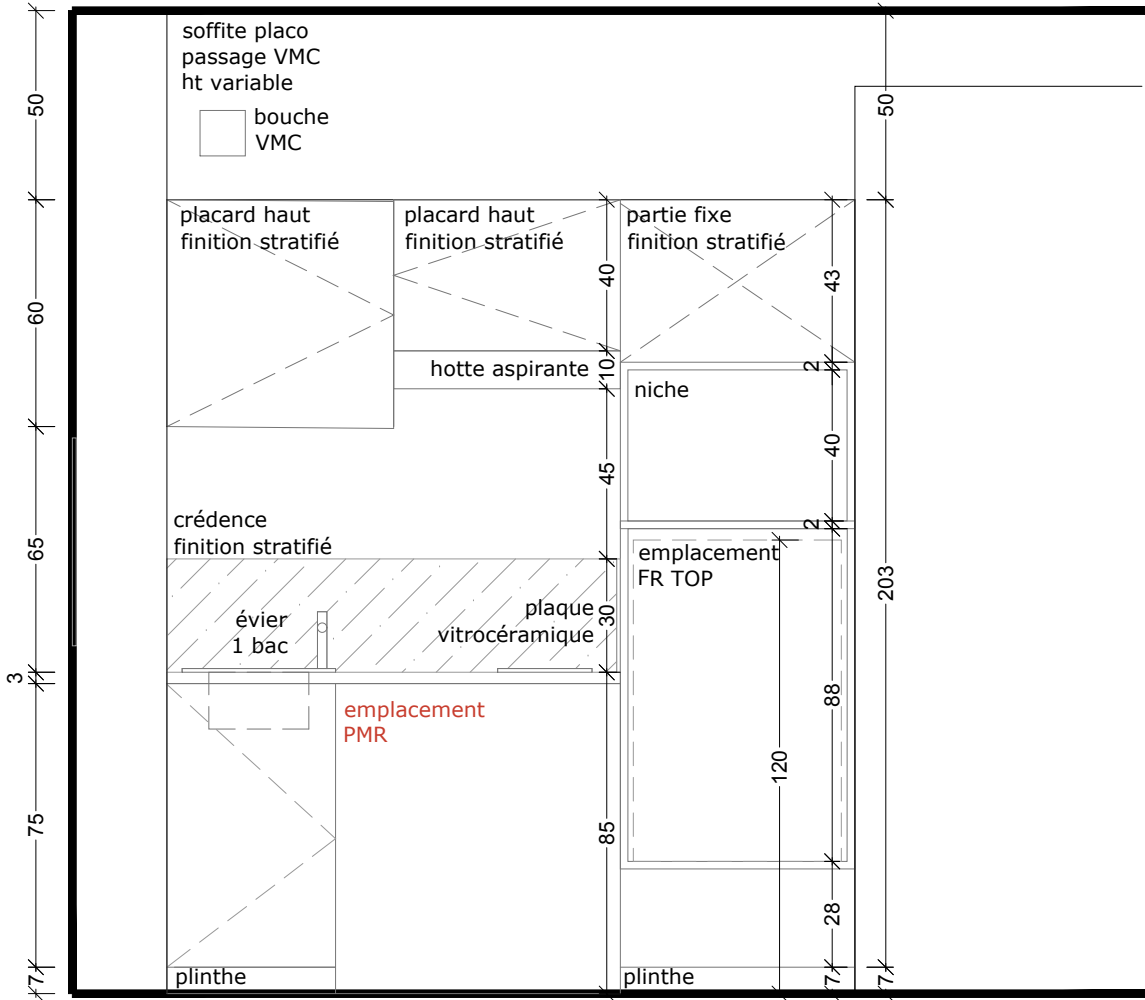 soffite placo
passage VMC
ht variable
bouche
VMC
50
50
placard haut
finition stratifié
placard haut
finition stratifié
partie fixe
finition stratifié
40
43
60
hotte aspirante
10
2
niche
40
45
crédence
finition stratifié
2
65
emplacement
FR TOP
203
30
évier
1 bac
plaque
vitrocéramique
3
emplacement
PMR
88
120
75
85
28
plinthe
plinthe
7
7
7